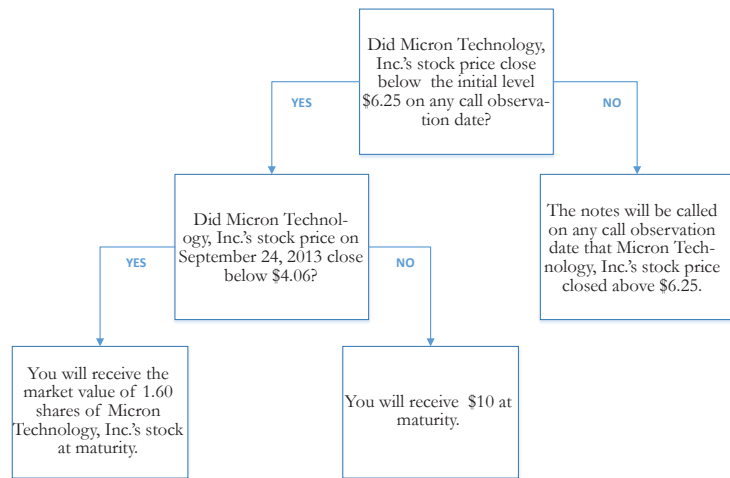 Did Micron Technology,
Inc.'s stock price close
below the initial level
$6.25 on any call observa-
tion date?
YES
NO
Did Micron Technol-
ogy, Inc.'s stock price on
September 24, 2013 close
below $4.06?
The notes will be called
on any call observation
date that Micron Tech-
nology, Inc.'s stock price
closed above $6.25.
YES
NO
You will receive the
market value of 1.60
shares of Micron
Technology, Inc.'s stock
at maturity.
You will receive $10 at
maturity.